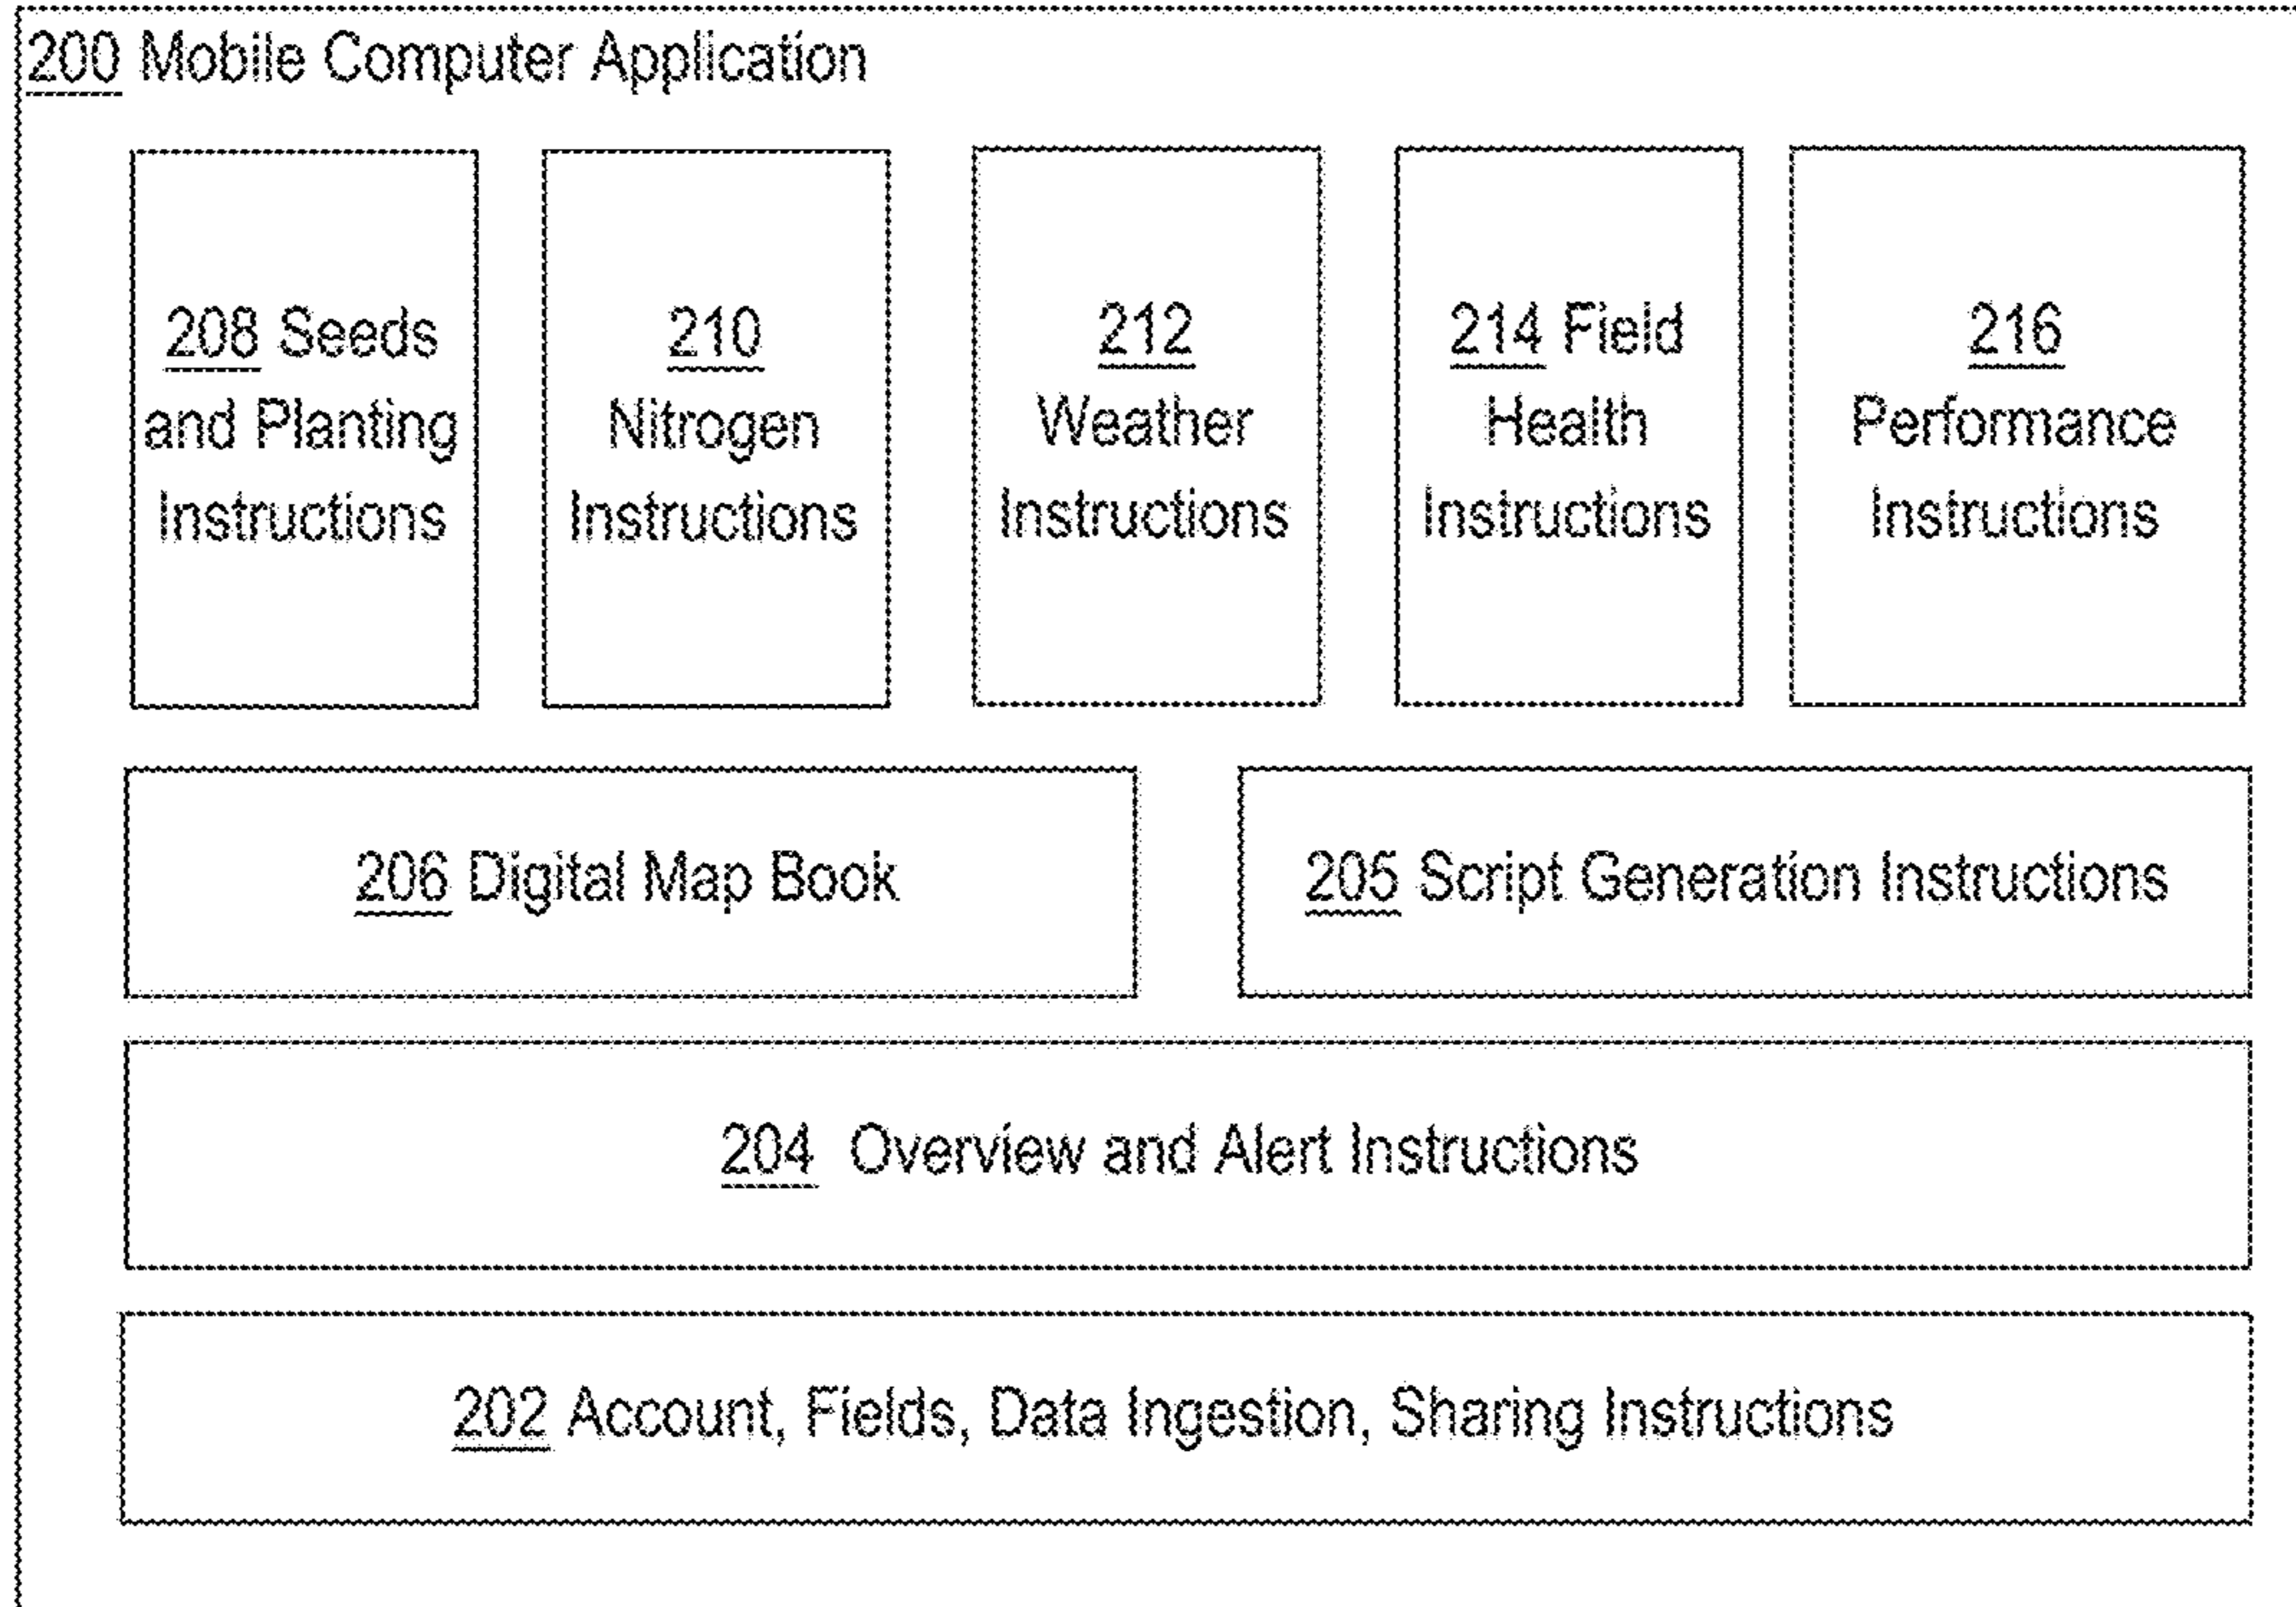 200 Mobile Computer Application
208 Seeds
and Planting
Instructions
210
Nitrogen
Instructions
212
Weather
Instructions
214 Field
Health
Instructions
216
Performance
Instructions
206 Digital Map Book
205 Script Generation Instructions
204 Overview and Alert Instructions
202 Account, Fields, Data Ingestion, Sharing Instructions